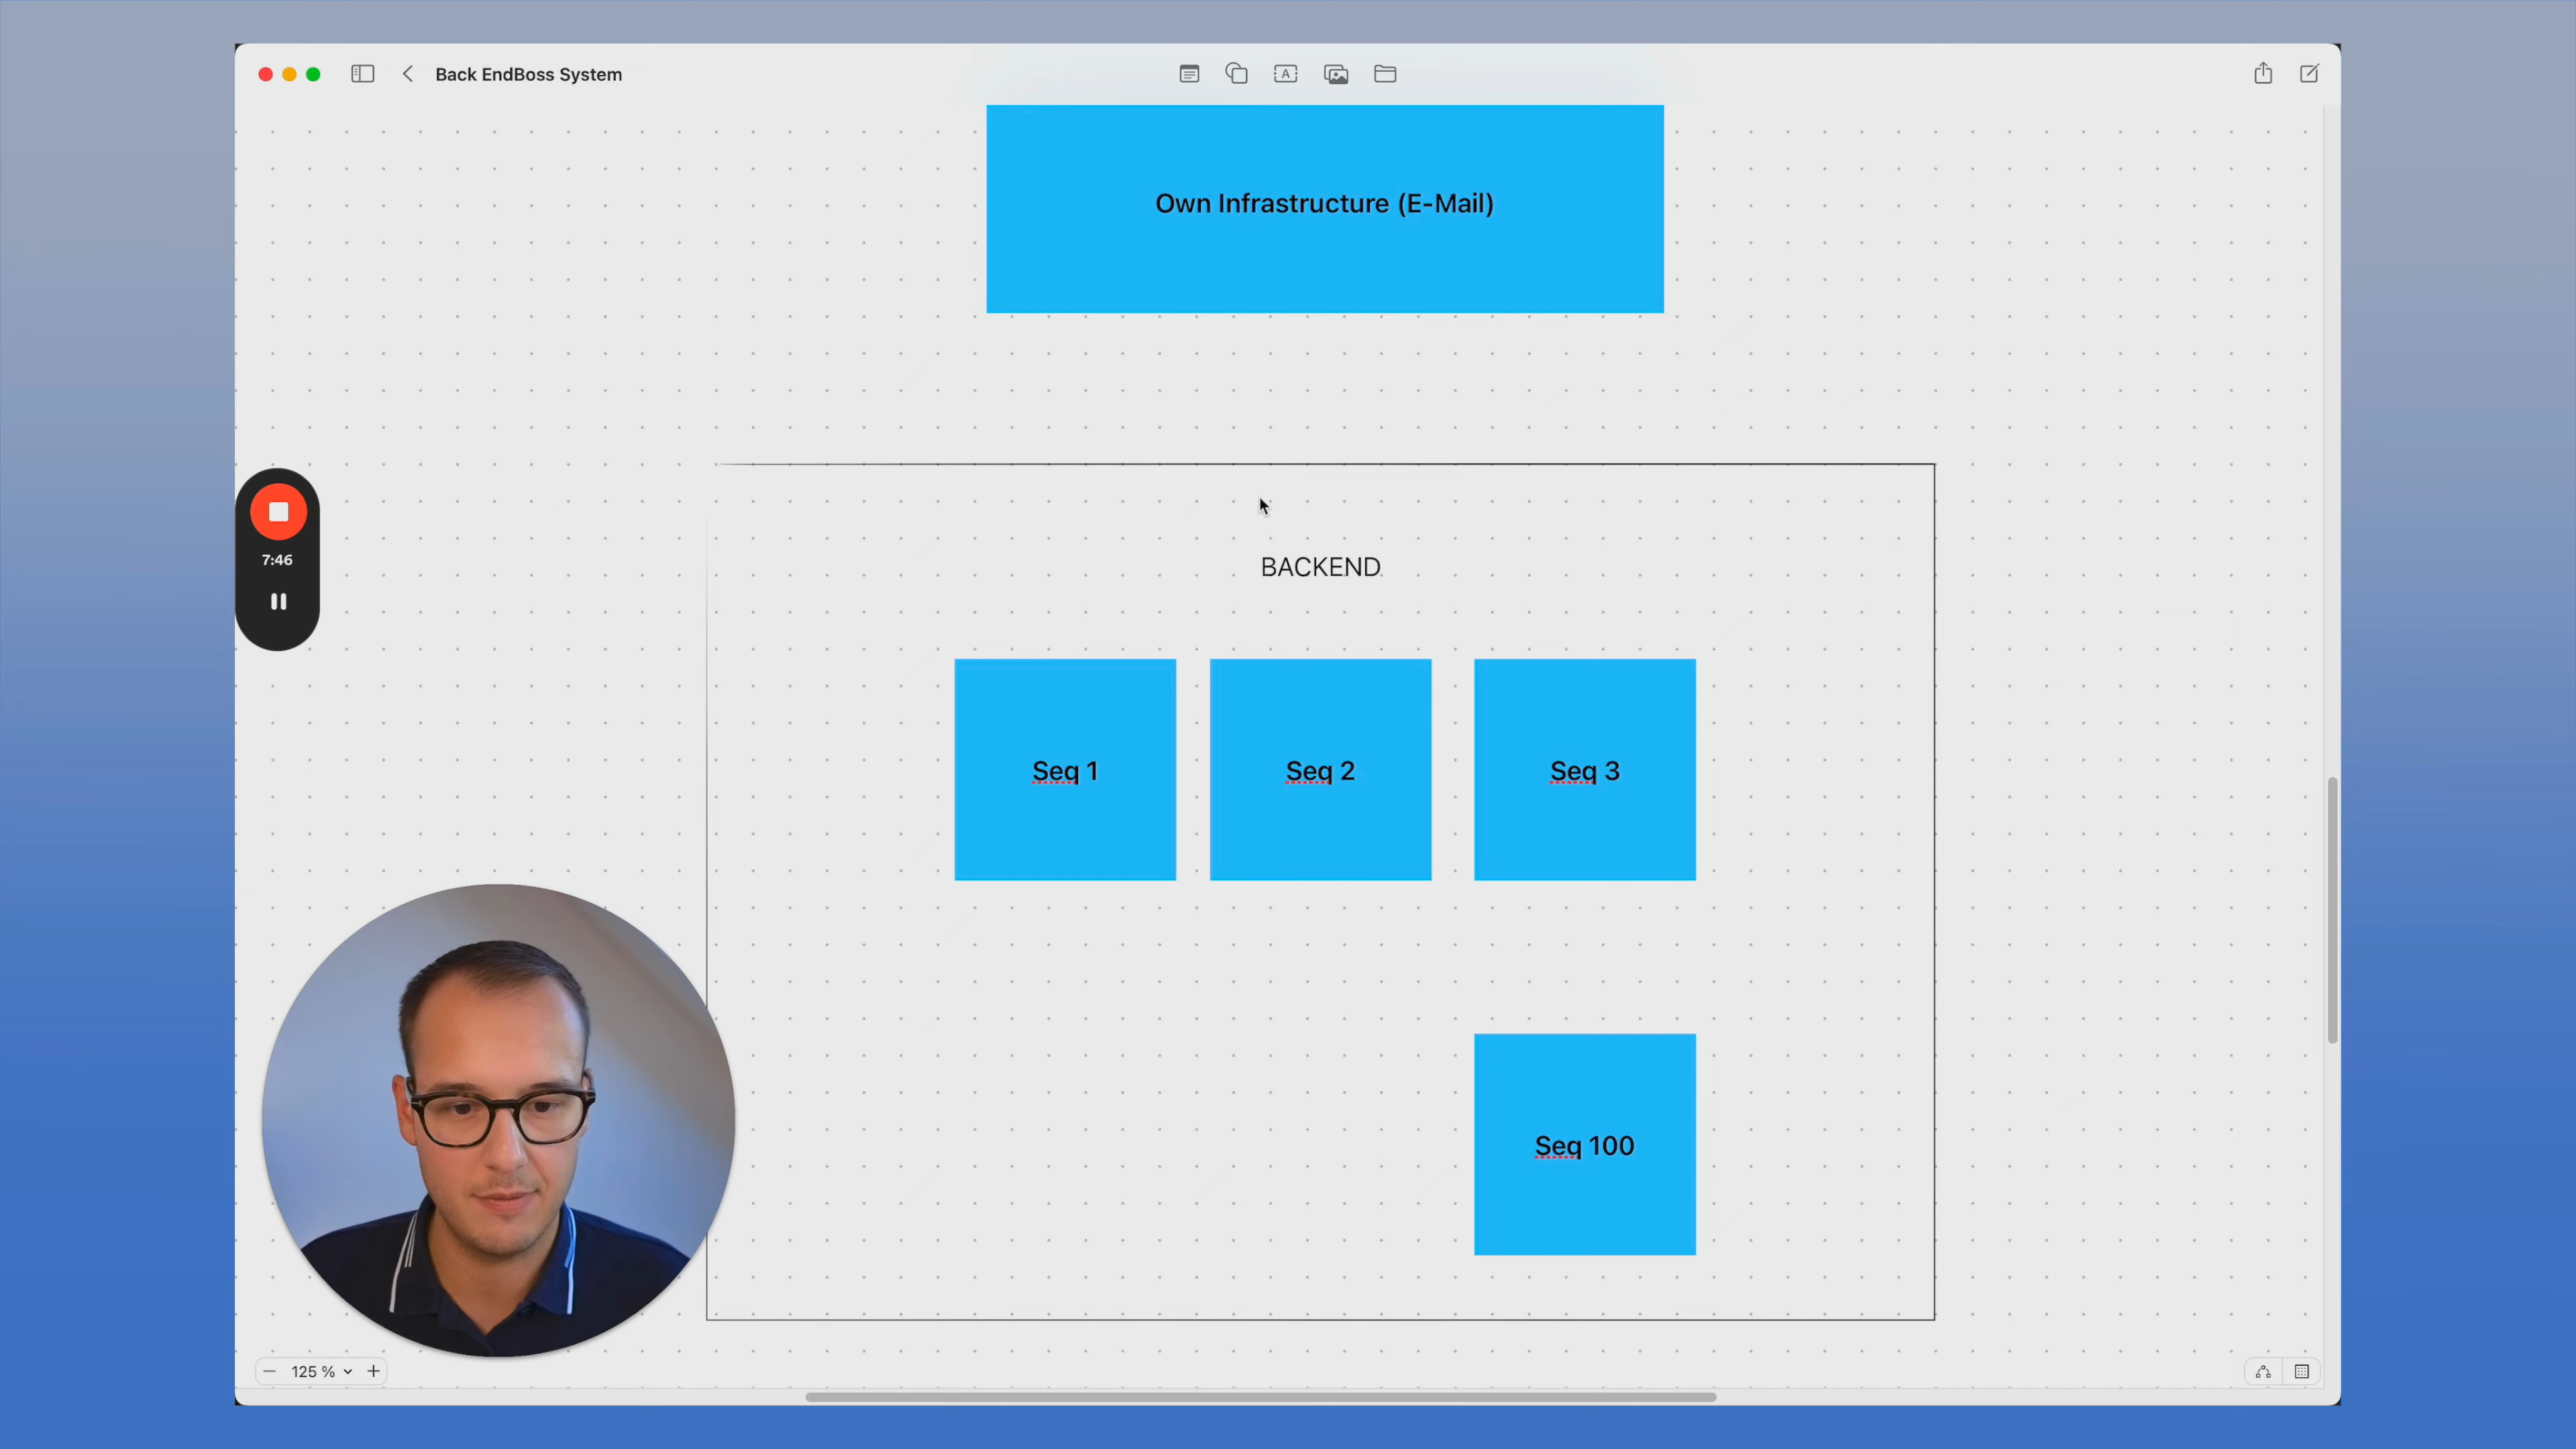 Back EndBoss System
Own Infrastructure (E-Mail)
7:46
BACKEND
Seq 1
Seq 2
Seq 3
Seq 100
125 %